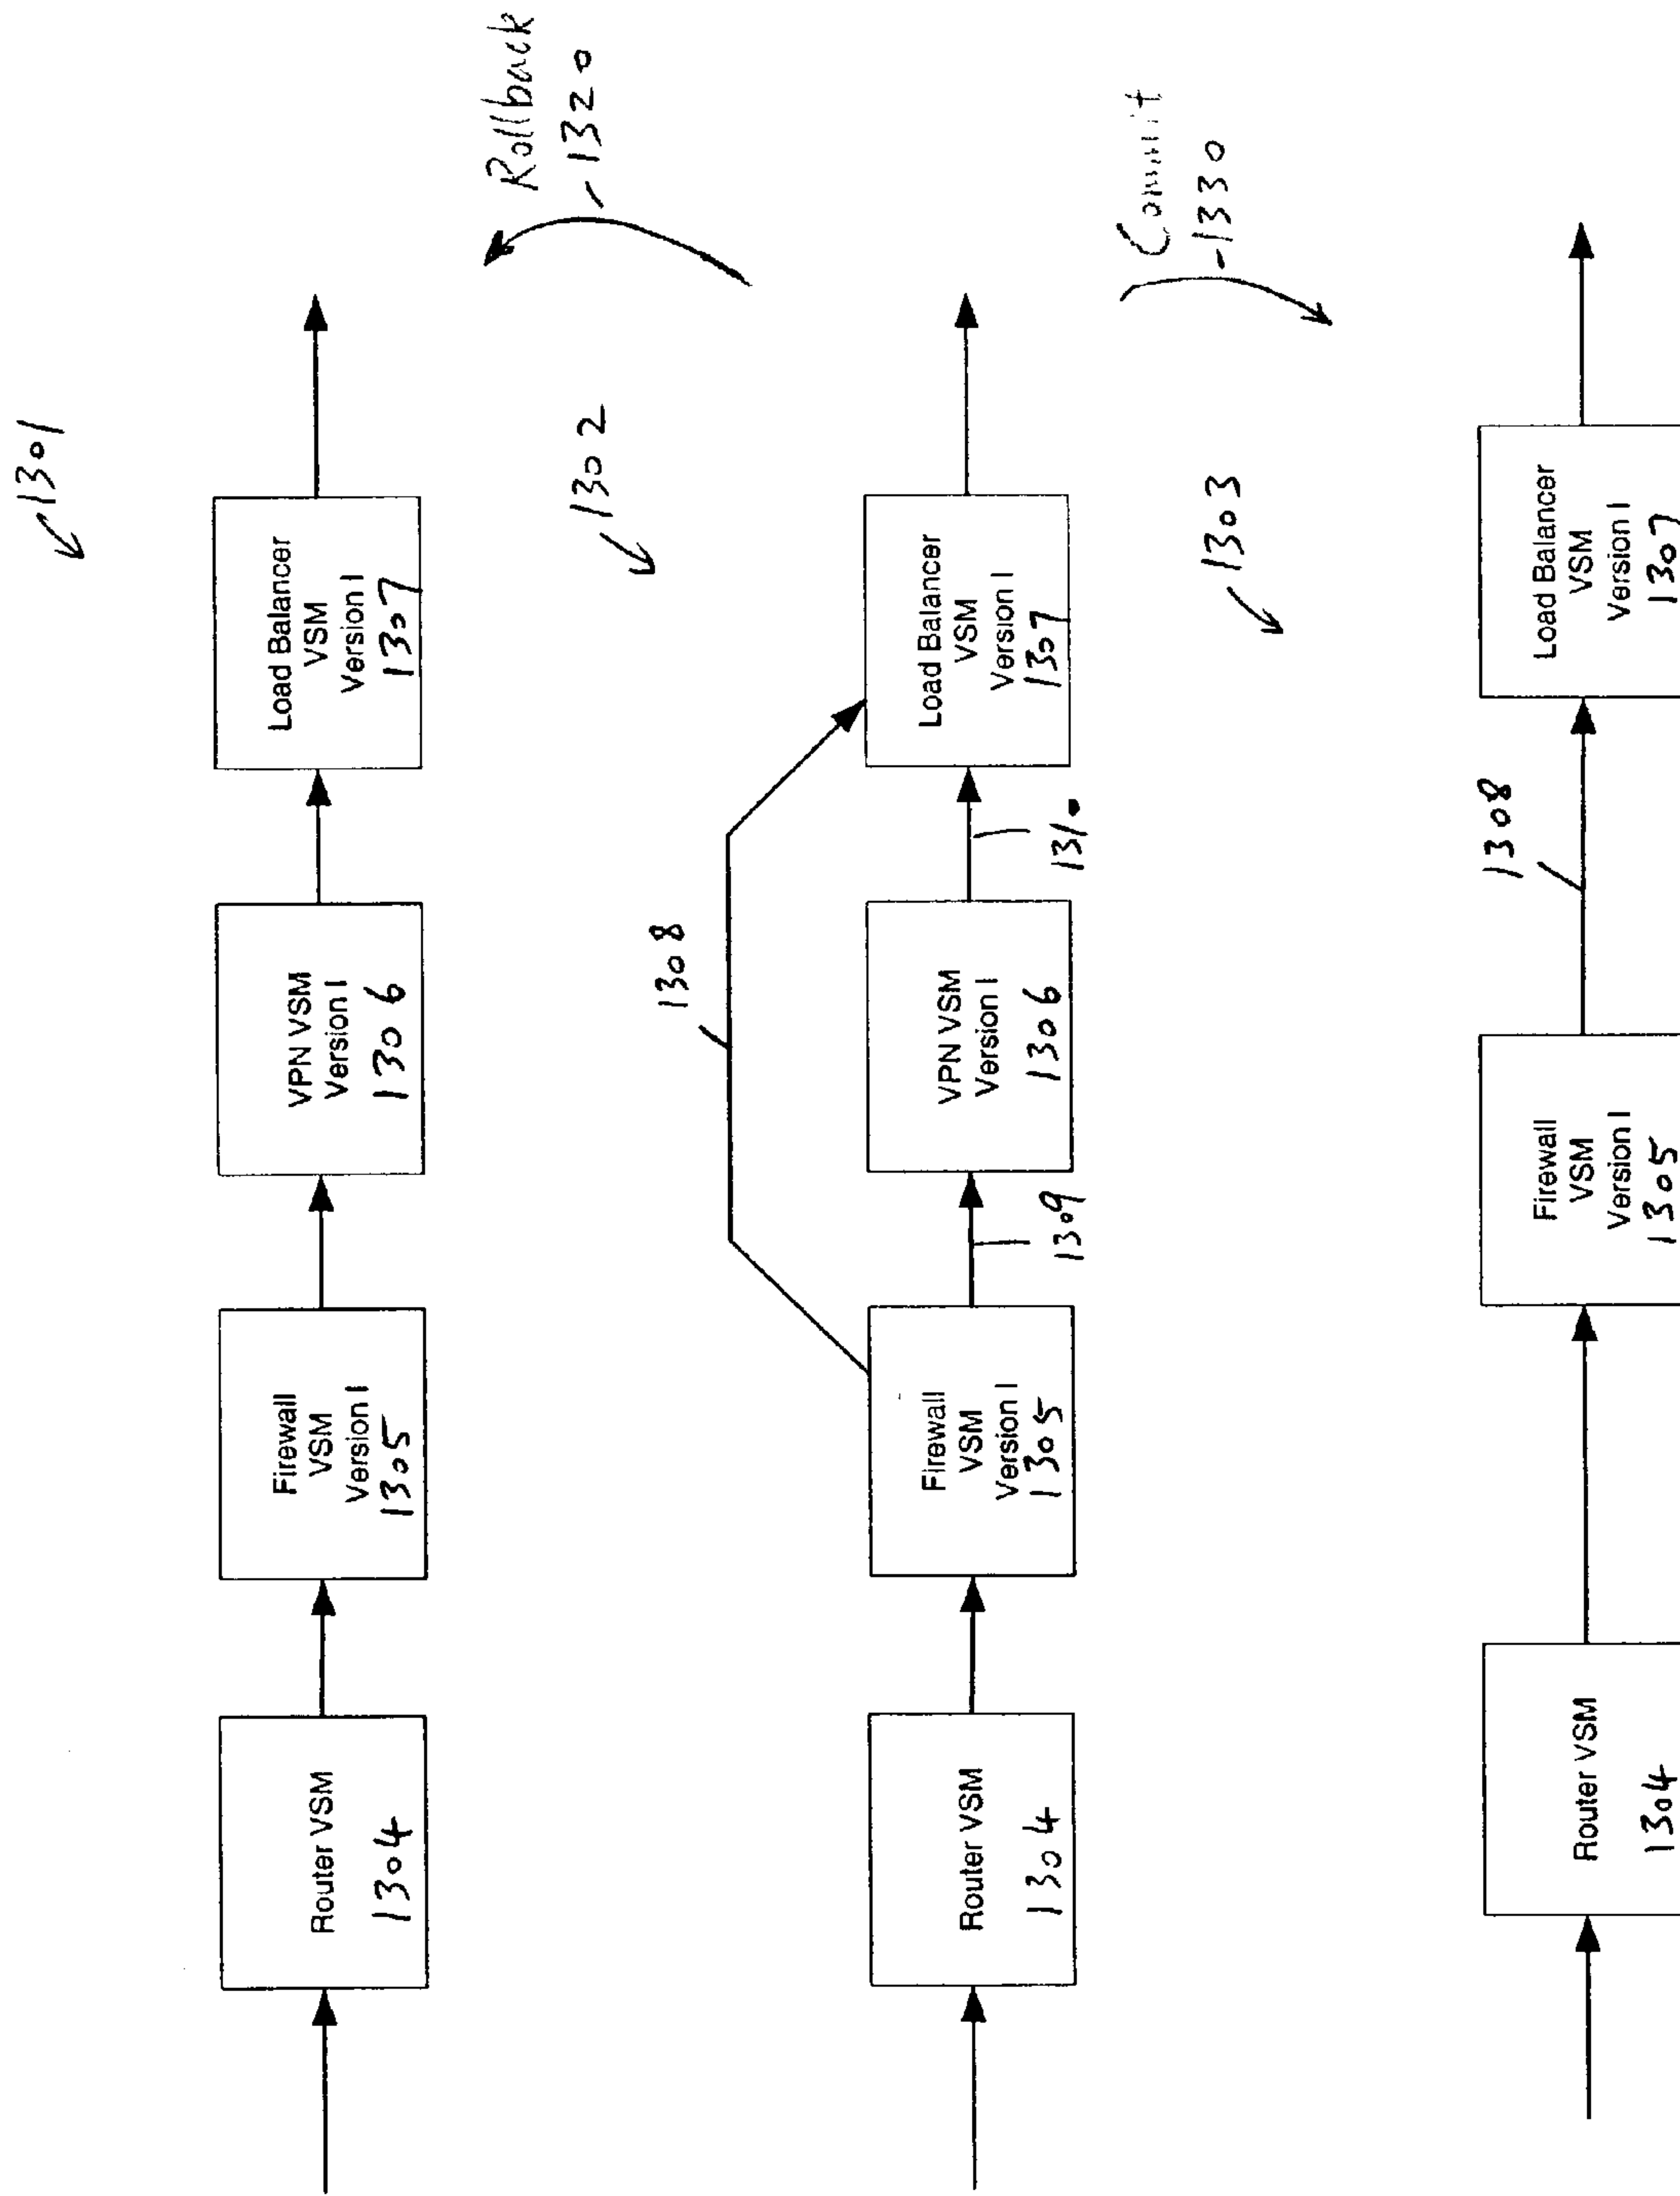 1301
Router VSM
1304
Firewall
VSM
Version I
1305
VPN VSM
Version I
1306
Load Balancer
VSM
Version I
1307
Rollback
1320
1302
1308
Router VSM
1304
Firewall
VSM
Version I
1305
1309
VPN VSM
Version I
1306
1310
Load Balancer
VSM
Version I
1307
Commit
1330
1303
Router VSM
1304
Firewall
VSM
Version I
1305
1308
Load Balancer
VSM
Version I
1307